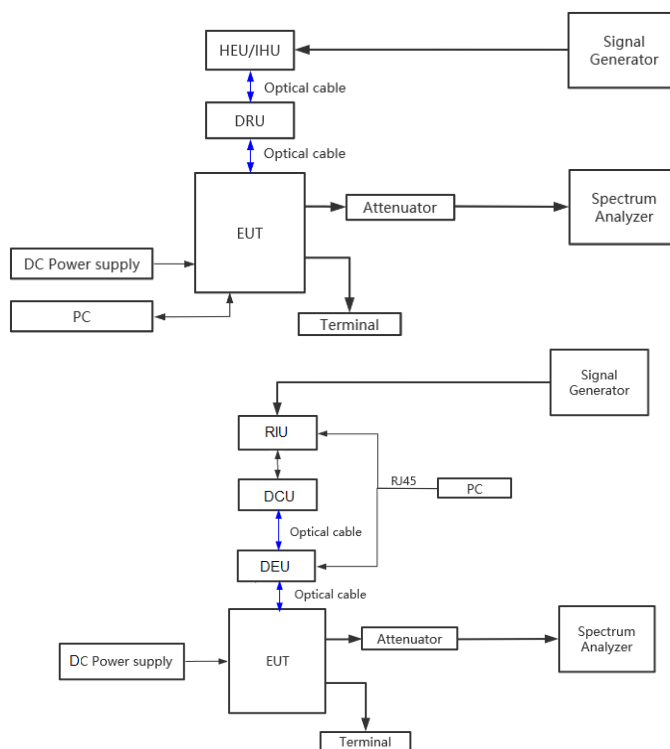 HEU/IHU
Signal
Generator
Optical cable
DRU
Optical cable
EUT
Attenuator
Spectrum
Analyzer
DC Power supply
PC
Terminal
Signal
Generator
RIU
RJ45
PC
DCU
Optical cable
DEU
Optical cable
EUT
Attenuator
Spectrum
Analyzer
DC Power supply
Terminal